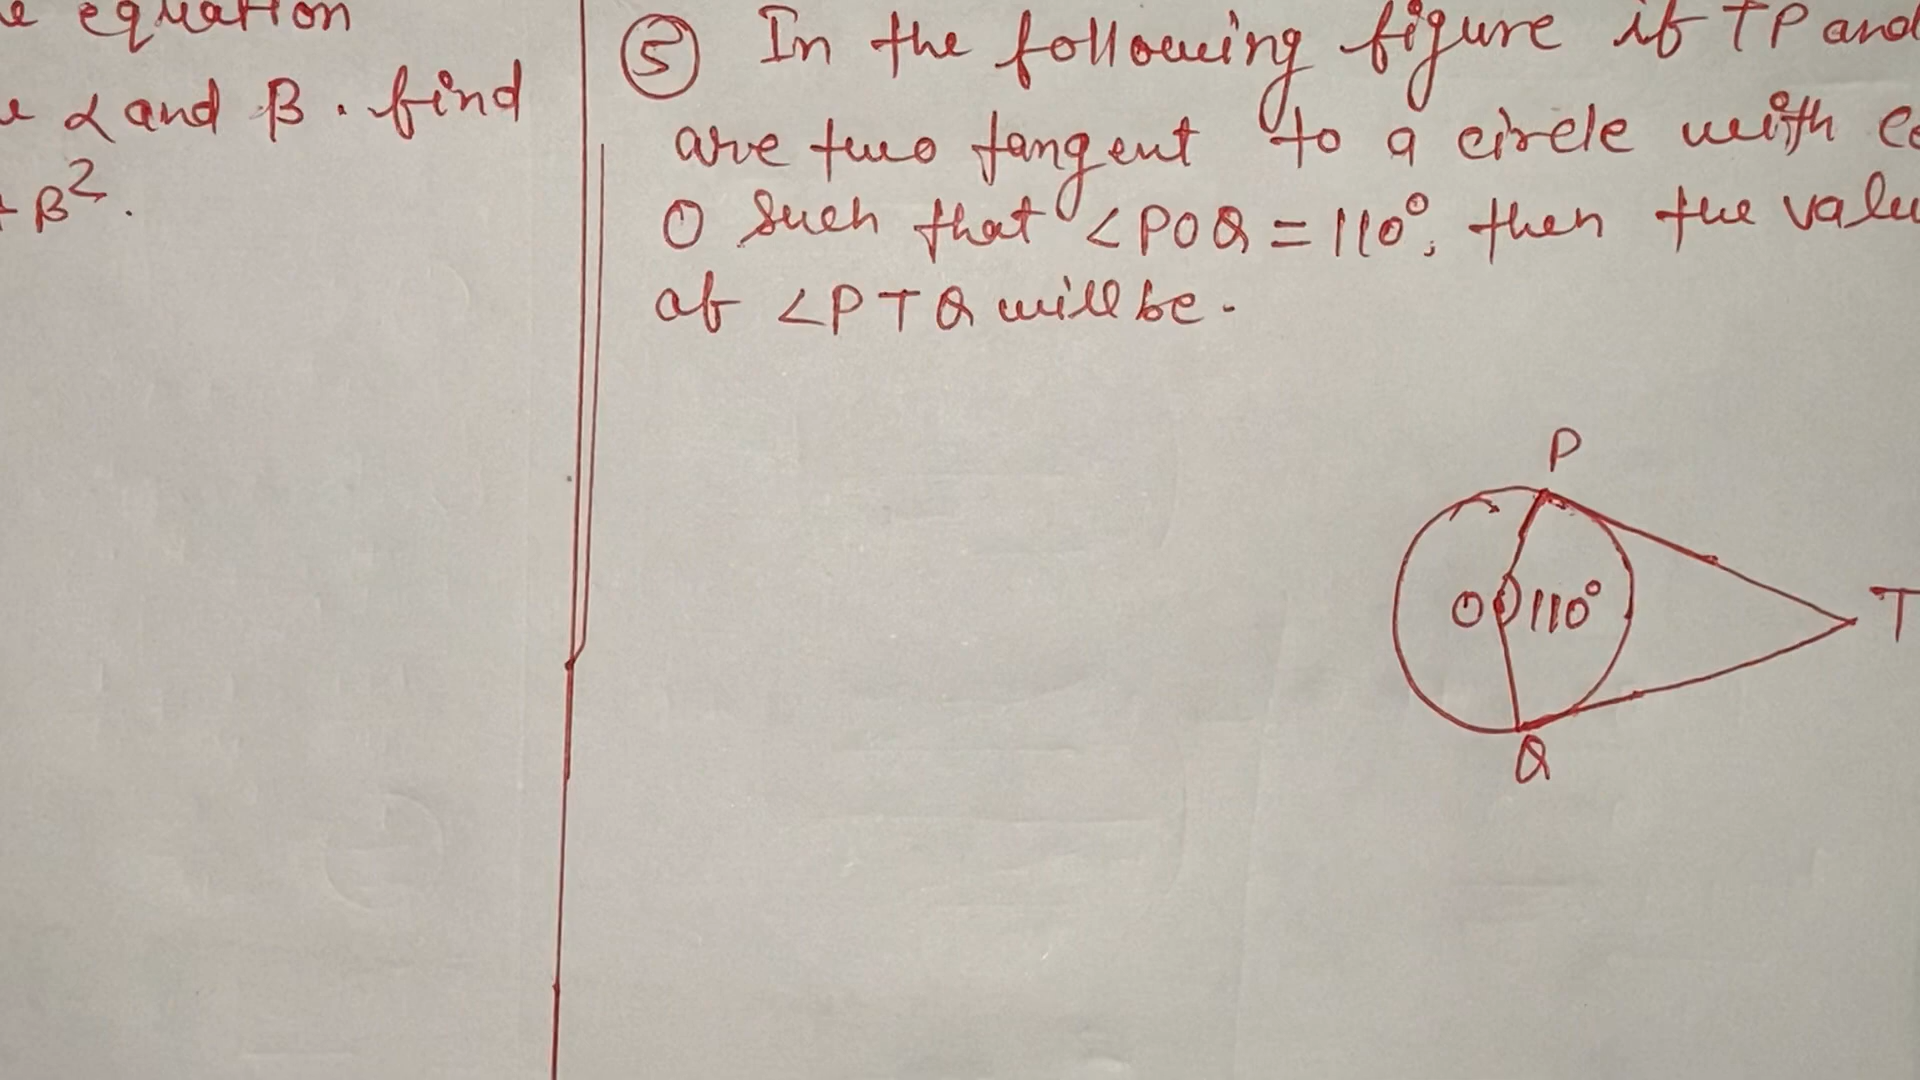 equation
α and β . find
β².
⑤ In the following figure if TP and
are two tangent to a circle with
O such that ∠POQ = 110°, then the
of ∠PTQ will be.
P
O 110°
T
Q